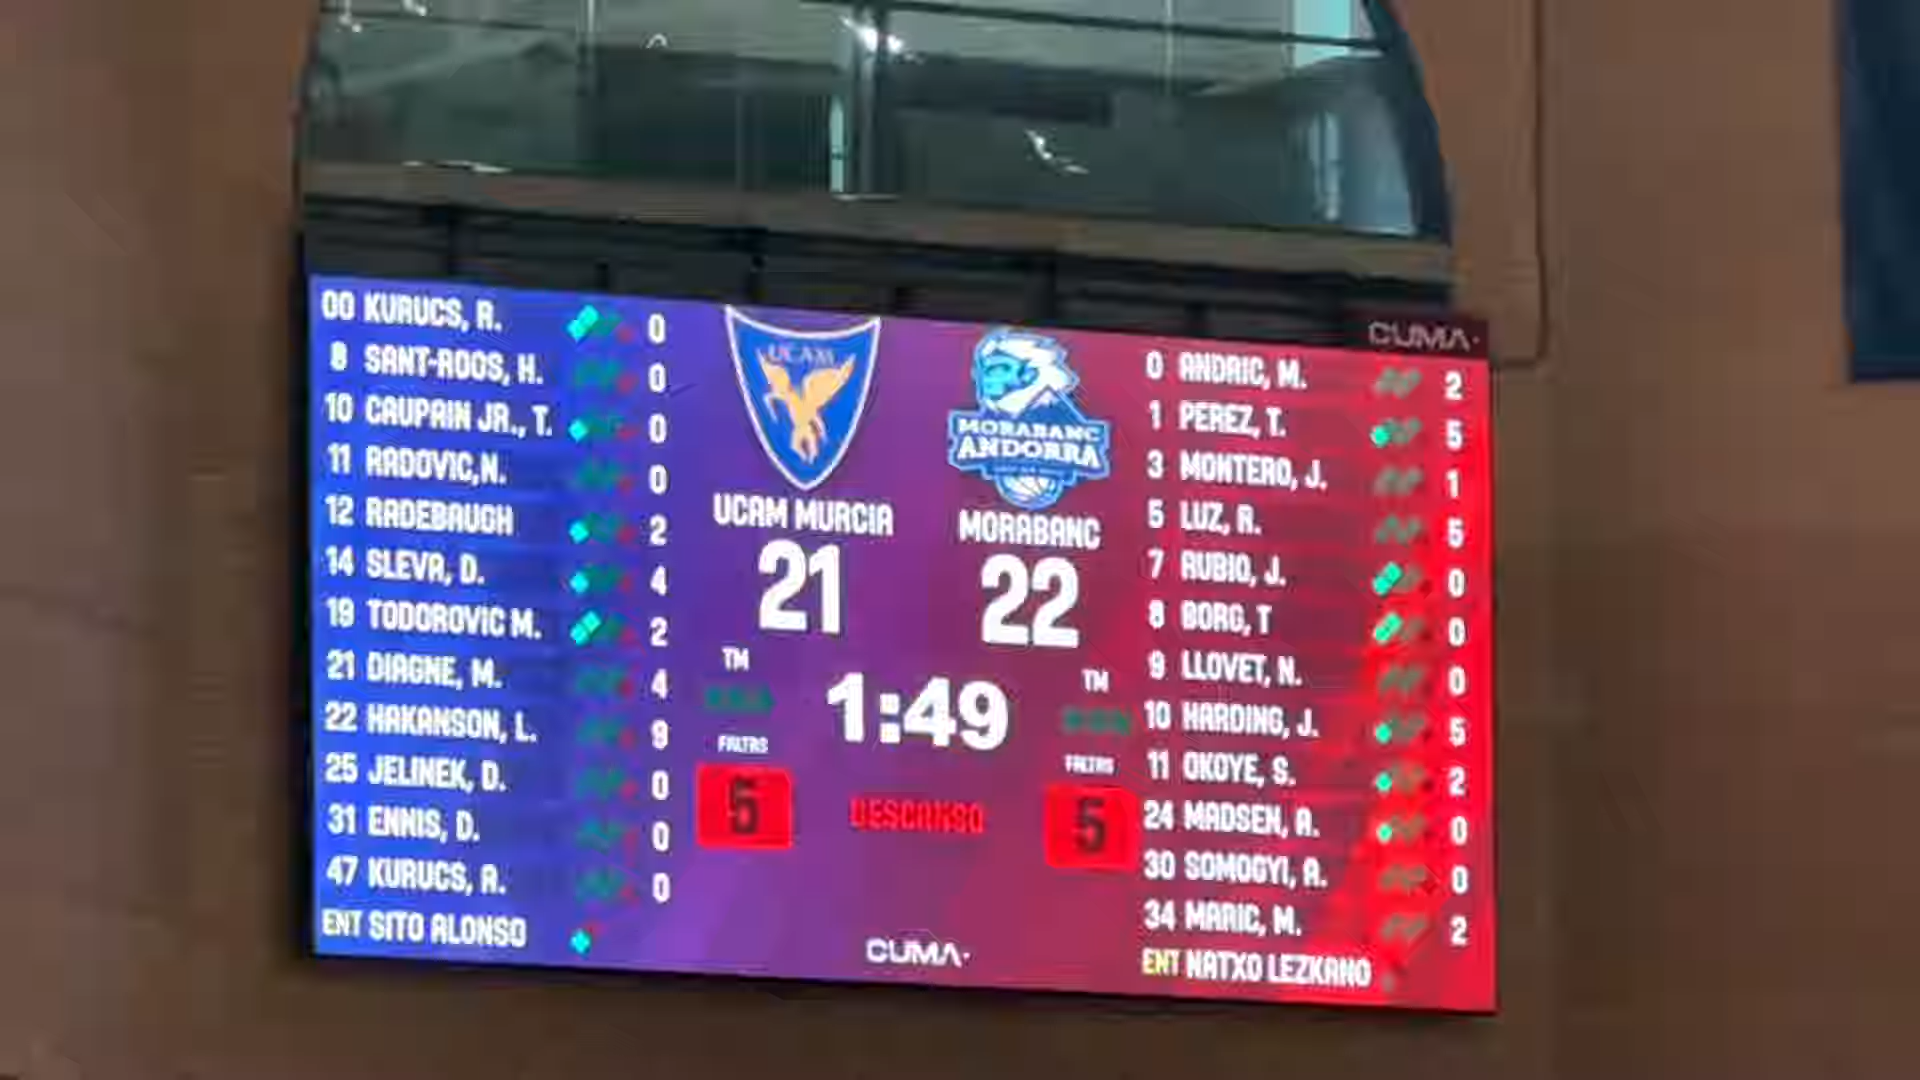 00 KURUCS, R. 0
8 SANT-ROOS, H. 0
10 CAUPAIN JR., T. 0
11 RADOVIC,N. 0
12 RADEBAUGH 2
14 SLEVA, D. 4
19 TODOROVIC M. 2
21 DIAGNE, M. 4
22 HAKANSON, L. 9
25 JELINEK, D. 0
31 ENNIS, D. 0
47 KURUCS, A. 0
ENT SITO ALONSO
UCAM
UCAM MURCIA
21
MORABANC
ANDORRA
MORABANC
22
TM
1:49
TM
FALTAS
5
DESCANSO
FALTAS
5
CUMA
CUMA
0 ANDRIC, M. 2
1 PEREZ, T. 5
3 MONTERO, J. 1
5 LUZ, R. 5
7 RUBIO, J. 0
8 BORG, T 0
9 LLOVET, N. 0
10 HARDING, J. 5
11 OKOYE, S. 2
24 MADSEN, A. 0
30 SOMOGYI, A. 0
34 MARIC, M. 2
ENT NATXO LEZKANO